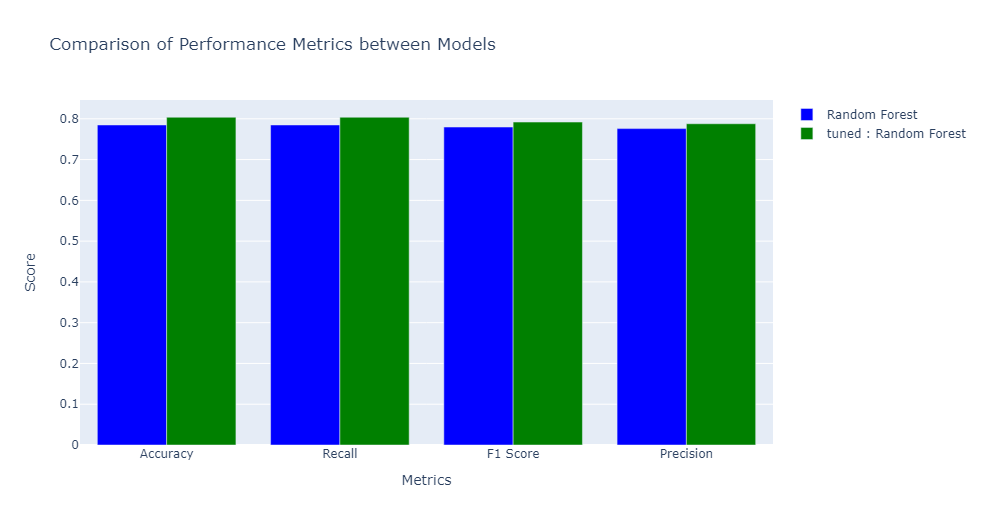 Comparison of Performance Metrics between Models
Random Forest
tuned : Random Forest
0.8
0.7
0.6
0.5
0.4
0.3
0.2
0.1
0
Score
Accuracy
Recall
F1 Score
Precision
Metrics